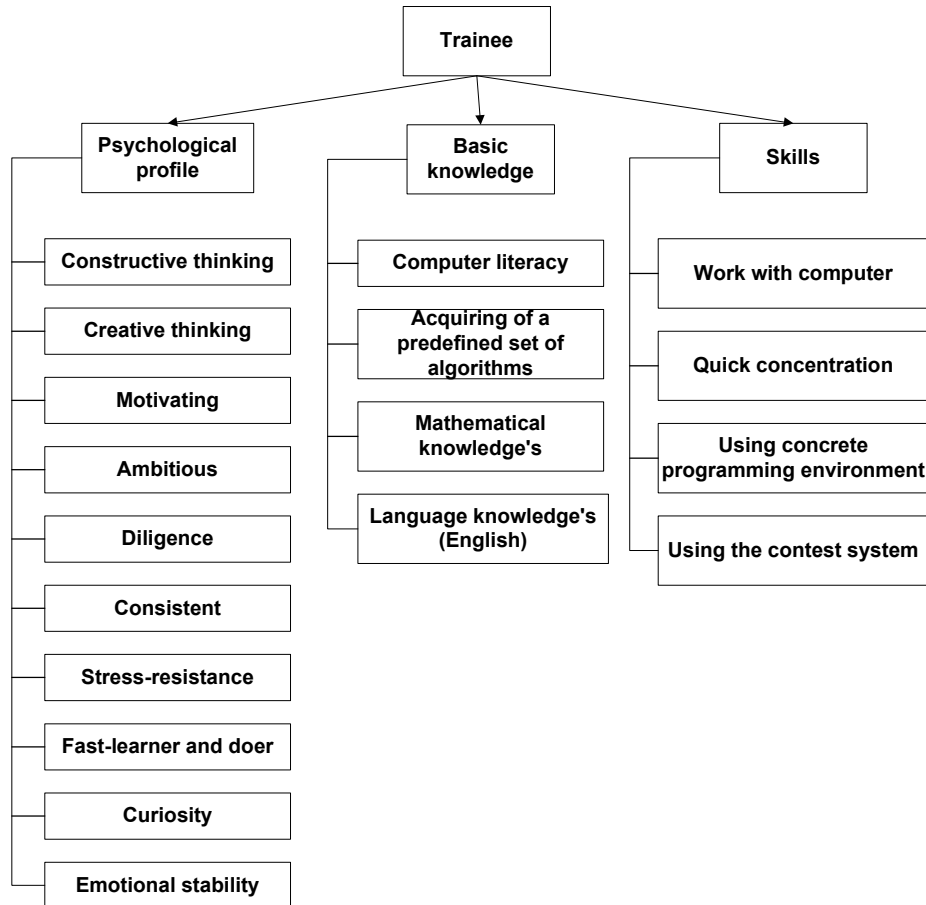 Trainee
Psychological
profile
Basic
knowledge
Skills
Constructive thinking
Creative thinking
Motivating
Ambitious
Diligence
Consistent
Stress-resistance
Fast-learner and doer
Curiosity
Emotional stability
Computer literacy
Acquiring of a
predefined set of
algorithms
Mathematical
knowledge's
Language knowledge's
(English)
Work with computer
Quick concentration
Using concrete
programming environment
Using the contest system